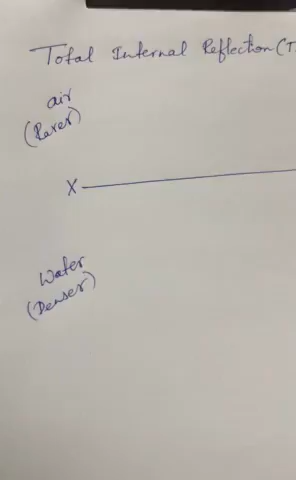 Total Internal Reflection (T.
air
(Rarer)
X
Water
(Denser)